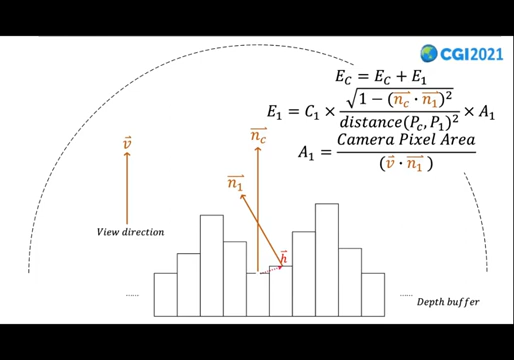 CGI2021
E_C = E_C + E_1
E_1 = C_1 × √(1 − (n_c⃗ · n_1⃗)²) / distance(P_c, P_1)² × A_1
A_1 = Camera Pixel Area / (v⃗ · n_1⃗)
v⃗
n_c⃗
n_1⃗
h⃗
View direction
......
......
Depth buffer